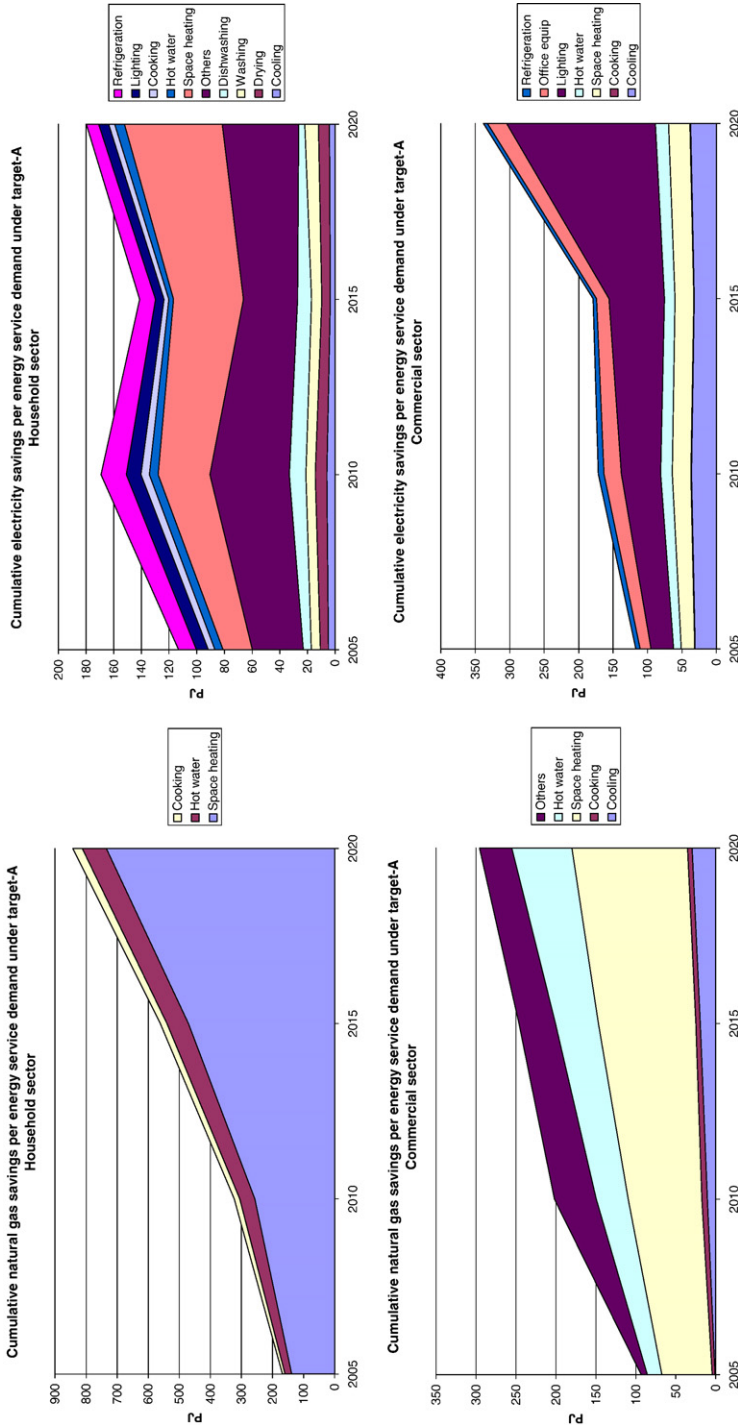 Cumulative natural gas savings per energy service demand under target-A
Household sector
900
800
700
600
500
400
300
200
100
0
PJ
2005
2010
2015
2020
Cooking
Hot water
Space heating
Cumulative electricity savings per energy service demand under target-A
Household sector
200
180
160
140
120
100
80
60
40
20
0
PJ
2005
2010
2015
2020
Refrigeration
Lighting
Cooking
Hot water
Space heating
Others
Dishwashing
Washing
Drying
Cooling
Cumulative natural gas savings per energy service demand under target-A
Commercial sector
350
300
250
200
150
100
50
0
PJ
2005
2010
2015
2020
Others
Hot water
Space heating
Cooking
Cooling
Cumulative electricity savings per energy service demand under target-A
Commercial sector
400
350
300
250
200
150
100
50
0
PJ
2005
2010
2015
2020
Refrigeration
Office equip
Lighting
Hot water
Space heating
Cooking
Cooling